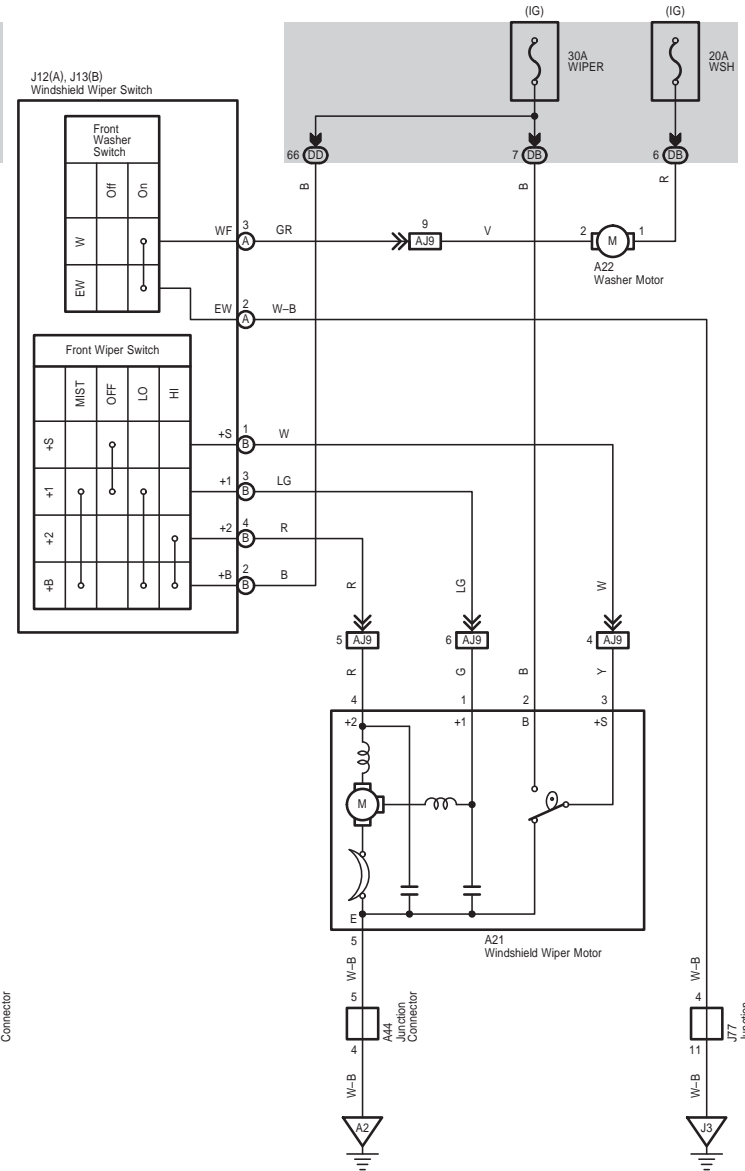 (IG)
(IG)
30A
WIPER
20A
WSH
J12(A), J13(B)
Windshield Wiper Switch
Front
Washer
Switch
Off
On
W
EW
66 DD
7 DB
6 DB
B
B
R
WF 3 A GR
9
AJ9
V
2 M 1
A22
Washer Motor
EW 2 A W–B
Front Wiper Switch
MIST
OFF
LO
HI
+S
+1
+2
+B
+S 1 B W
+1 3 B LG
+2 4 B R
+B 2 B B
R
LG
W
5 AJ9
6 AJ9
4 AJ9
R
G
B
Y
4
1
2
3
+2
+1
B
+S
M
E
5
A21
Windshield Wiper Motor
W–B
W–B
5
4
A44
Junction
Connector
4
11
J77
Junction
Connector
W–B
W–B
A2
J3